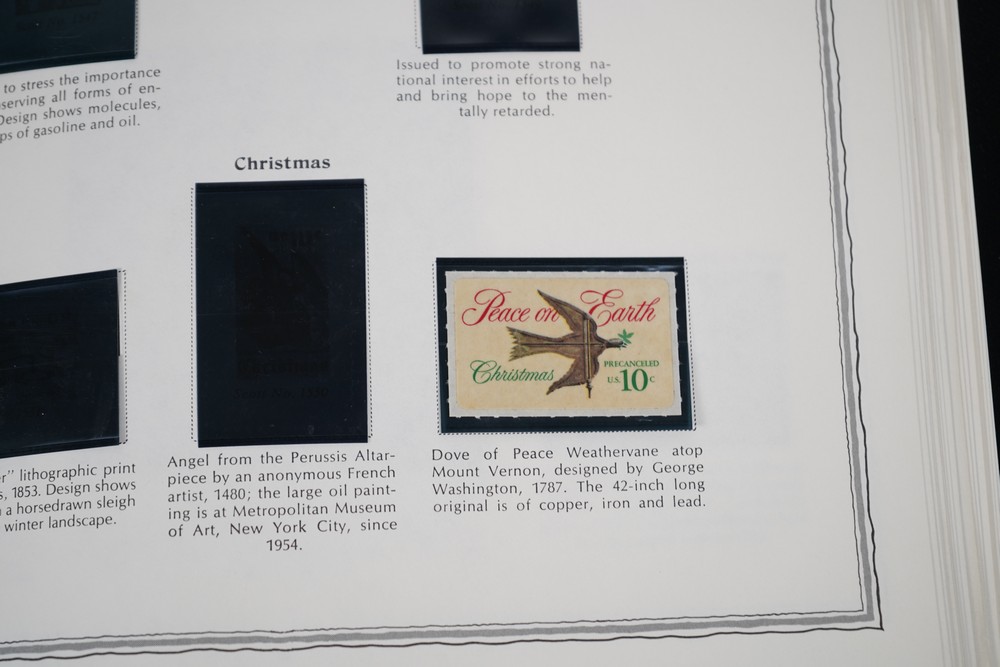 to stress the importance
serving all forms of en-
Design shows molecules,
ps of gasoline and oil.
Issued to promote strong na-
tional interest in efforts to help
and bring hope to the men-
tally retarded.
Christmas
Peace on Earth
Christmas
PRECANCELED
U.S. 10 C
r" lithographic print
s, 1853. Design shows
a horsedrawn sleigh
winter landscape.
Angel from the Perussis Altar-
piece by an anonymous French
artist, 1480; the large oil paint-
ing is at Metropolitan Museum
of Art, New York City, since
1954.
Dove of Peace Weathervane atop
Mount Vernon, designed by George
Washington, 1787. The 42-inch long
original is of copper, iron and lead.